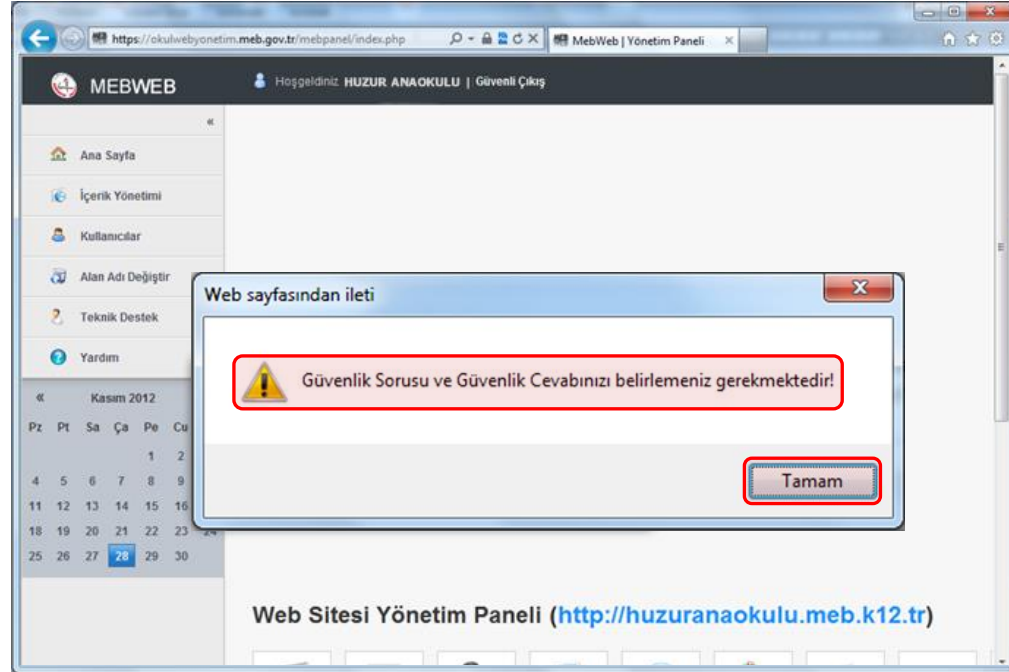 https://okulwebyonetim.meb.gov.tr/mebpanel/index.php
MebWeb | Yönetim Paneli
MEBWEB
Hoşgeldiniz HUZUR ANAOKULU | Güvenli Çıkış
«
Ana Sayfa
İçerik Yönetimi
Kullanıcılar
Alan Adı Değiştir
Teknik Destek
Yardım
« Kasım 2012
Pz Pt Sa Ça Pe Cu
1 2
4 5 6 7 8 9
11 12 13 14 15 16
18 19 20 21 22 23 24
25 26 27 28 29 30
Web sayfasından ileti
Güvenlik Sorusu ve Güvenlik Cevabınızı belirlemeniz gerekmektedir!
Tamam
Web Sitesi Yönetim Paneli (http://huzuranaokulu.meb.k12.tr)